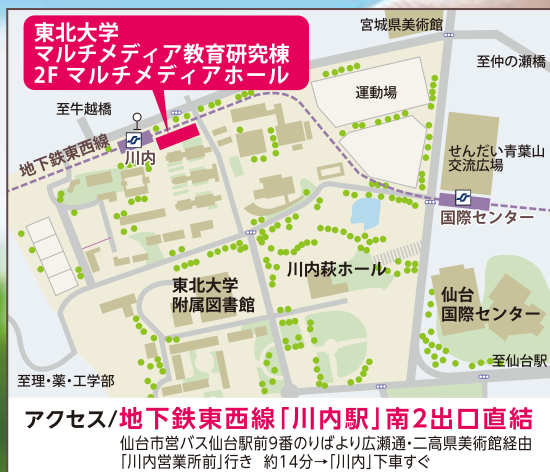 東北大学
マルチメディア教育研究棟
2F マルチメディアホール
宮城県美術館
至仲の瀬橋
運動場
至牛越橋
せんだい青葉山
交流広場
地下鉄東西線
川内
国際センター
川内萩ホール
東北大学
附属図書館
仙台
国際センター
至仙台駅
至理・薬・工学部
アクセス/地下鉄東西線「川内駅」南2出口直結
仙台市営バス仙台駅前9番のりばより広瀬通・二高県美術館経由
「川内営業所前」行き 約14分→「川内」下車すぐ